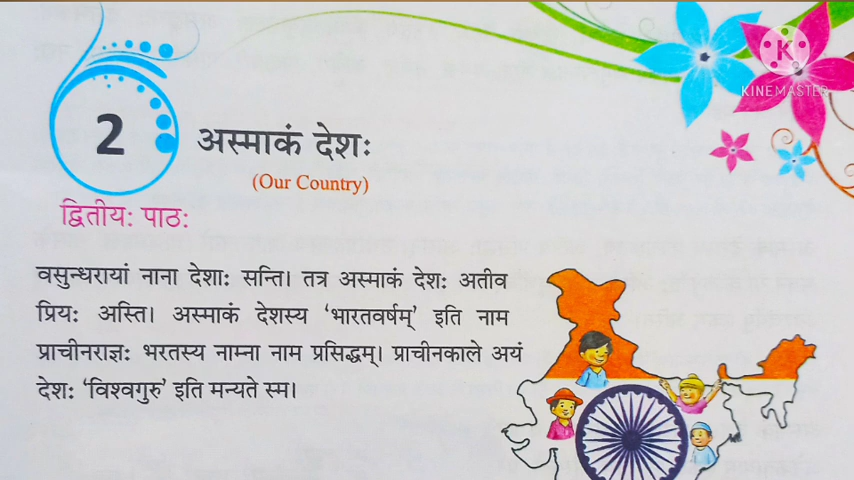 2
अस्माकं देशः
(Our Country)
द्वितीयः पाठः
वसुन्धरायां नाना देशाः सन्ति। तत्र अस्माकं देशः अतीव
प्रियः अस्ति। अस्माकं देशस्य ‘भारतवर्षम्’ इति नाम
प्राचीनराज्ञः भरतस्य नाम्ना नाम प्रसिद्धम्। प्राचीनकाले अयं
देशः ‘विश्वगुरु’ इति मन्यते स्म।
K
KINEMASTER